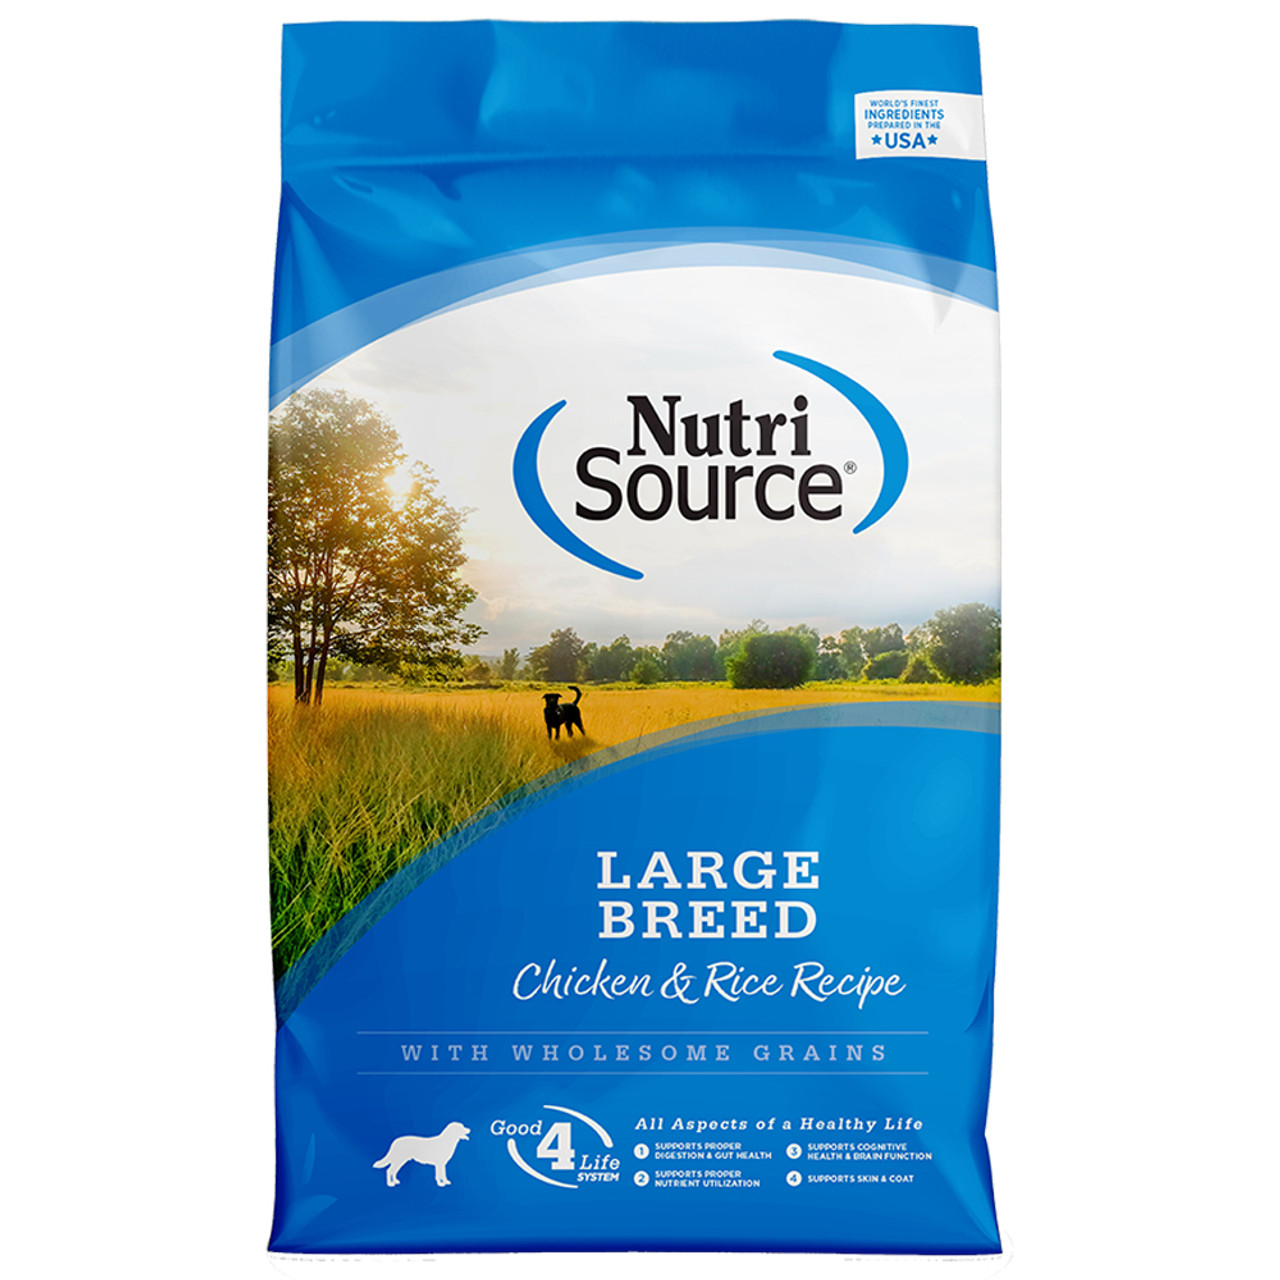 WORLD'S FINEST
INGREDIENTS
PREPARED IN THE
★USA★
Nutri
Source®
LARGE
BREED
Chicken & Rice Recipe
WITH WHOLESOME GRAINS
Good
4
Life
SYSTEM
All Aspects of a Healthy Life
1 SUPPORTS PROPER
DIGESTION & GUT HEALTH
2 SUPPORTS PROPER
NUTRIENT UTILIZATION
3 SUPPORTS COGNITIVE
HEALTH & BRAIN FUNCTION
4 SUPPORTS SKIN & COAT